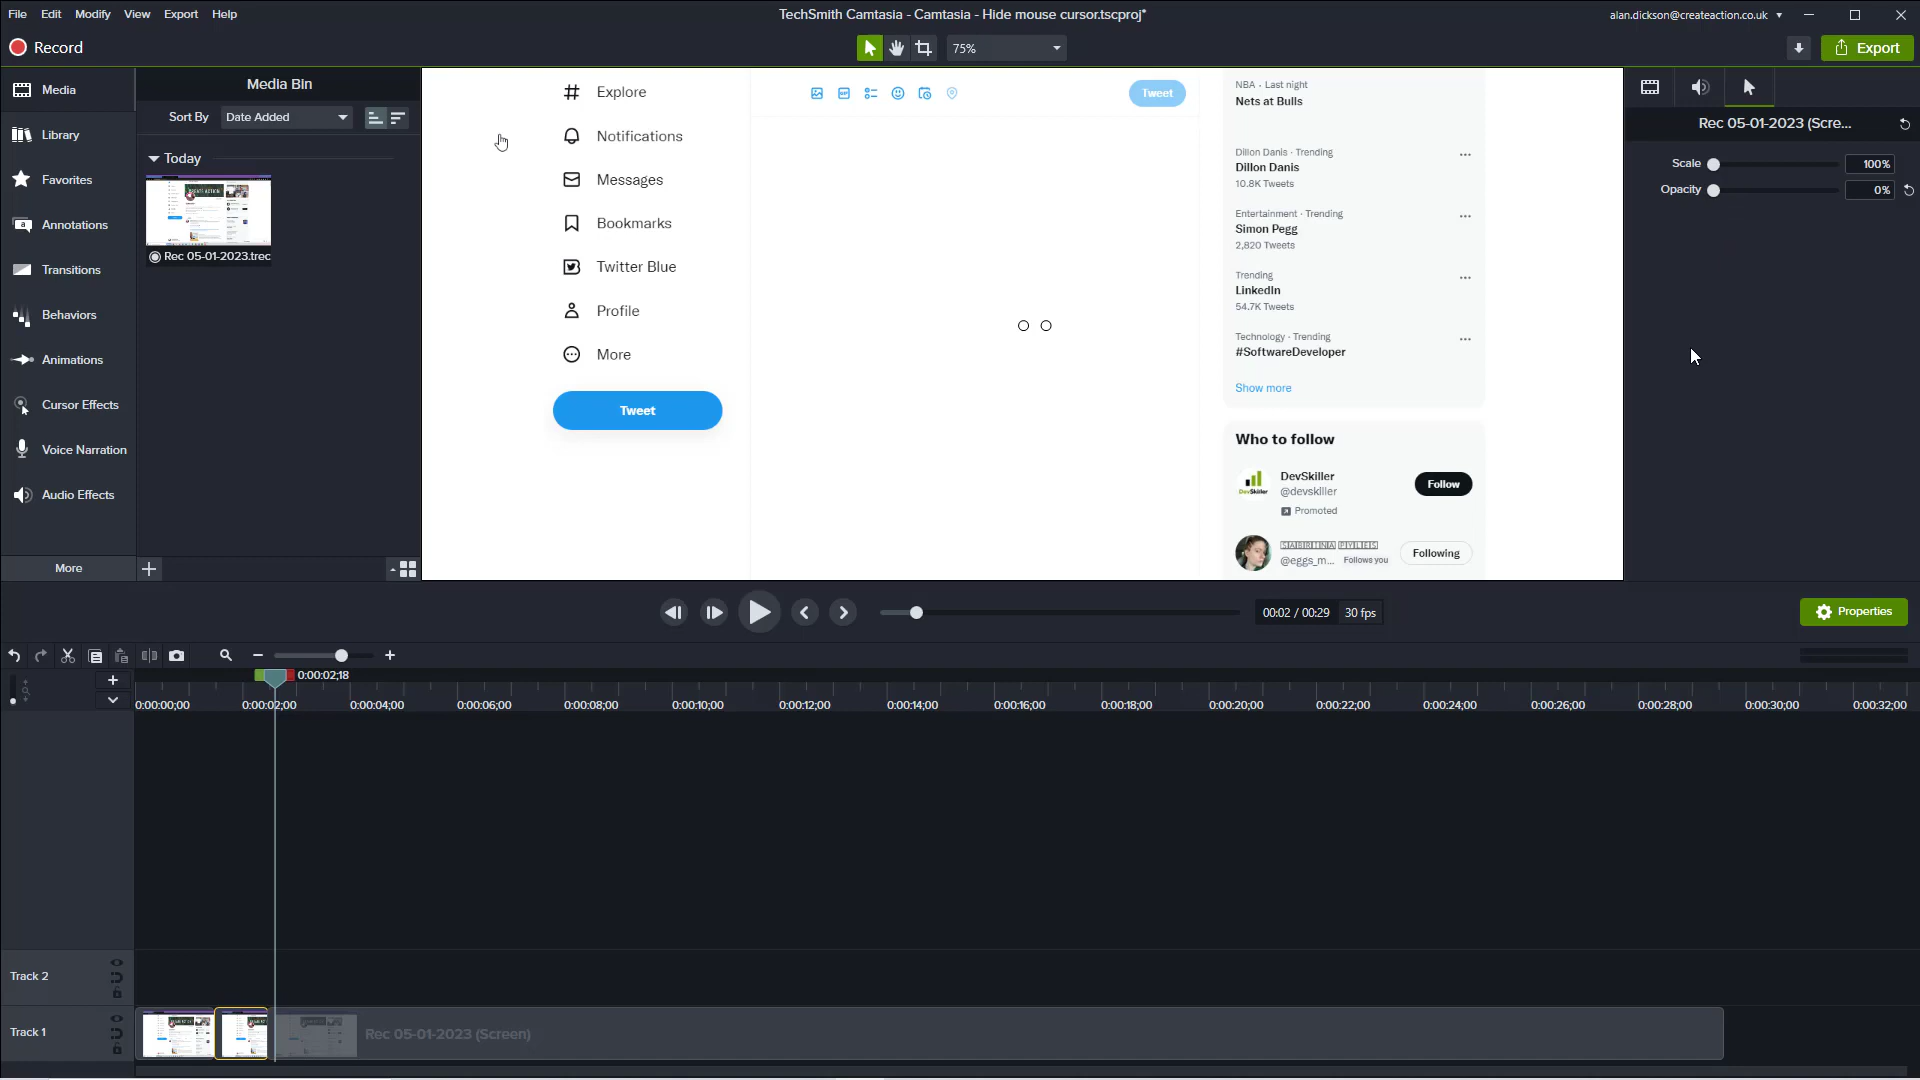 File Edit Modify View Export Help
TechSmith Camtasia - Camtasia - Hide mouse cursor.tscproj*
alan.dickson@createaction.co.uk
Record
75%
Export
Media
Library
Favorites
Annotations
Transitions
Behaviors
Animations
Cursor Effects
Voice Narration
Audio Effects
More
Media Bin
Sort By Date Added
Today
Rec 05-01-2023.trec
Explore
Notifications
Messages
Bookmarks
Twitter Blue
Profile
More
Tweet
Tweet
NBA · Last night
Nets at Bulls
Dillon Danis · Trending
Dillon Danis
10.8K Tweets
Entertainment · Trending
Simon Pegg
2,820 Tweets
Trending
LinkedIn
54.7K Tweets
Technology · Trending
#SoftwareDeveloper
Show more
Who to follow
DevSkiller
@devskiller
Promoted
Follow
SABRINA PYLES
@eggs_m... Follows you
Following
Rec 05-01-2023 (Scre...
Scale 100%
Opacity 0%
00:02 / 00:29 30 fps
Properties
0:00:02;18
0:00:00;00 0:00:02;00 0:00:04;00 0:00:06;00 0:00:08;00 0:00:10;00 0:00:12;00 0:00:14;00 0:00:16;00 0:00:18;00 0:00:20;00 0:00:22;00 0:00:24;00 0:00:26;00 0:00:28;00 0:00:30;00 0:00:32;00
Track 2
Track 1
Rec 05-01-2023 (Screen)